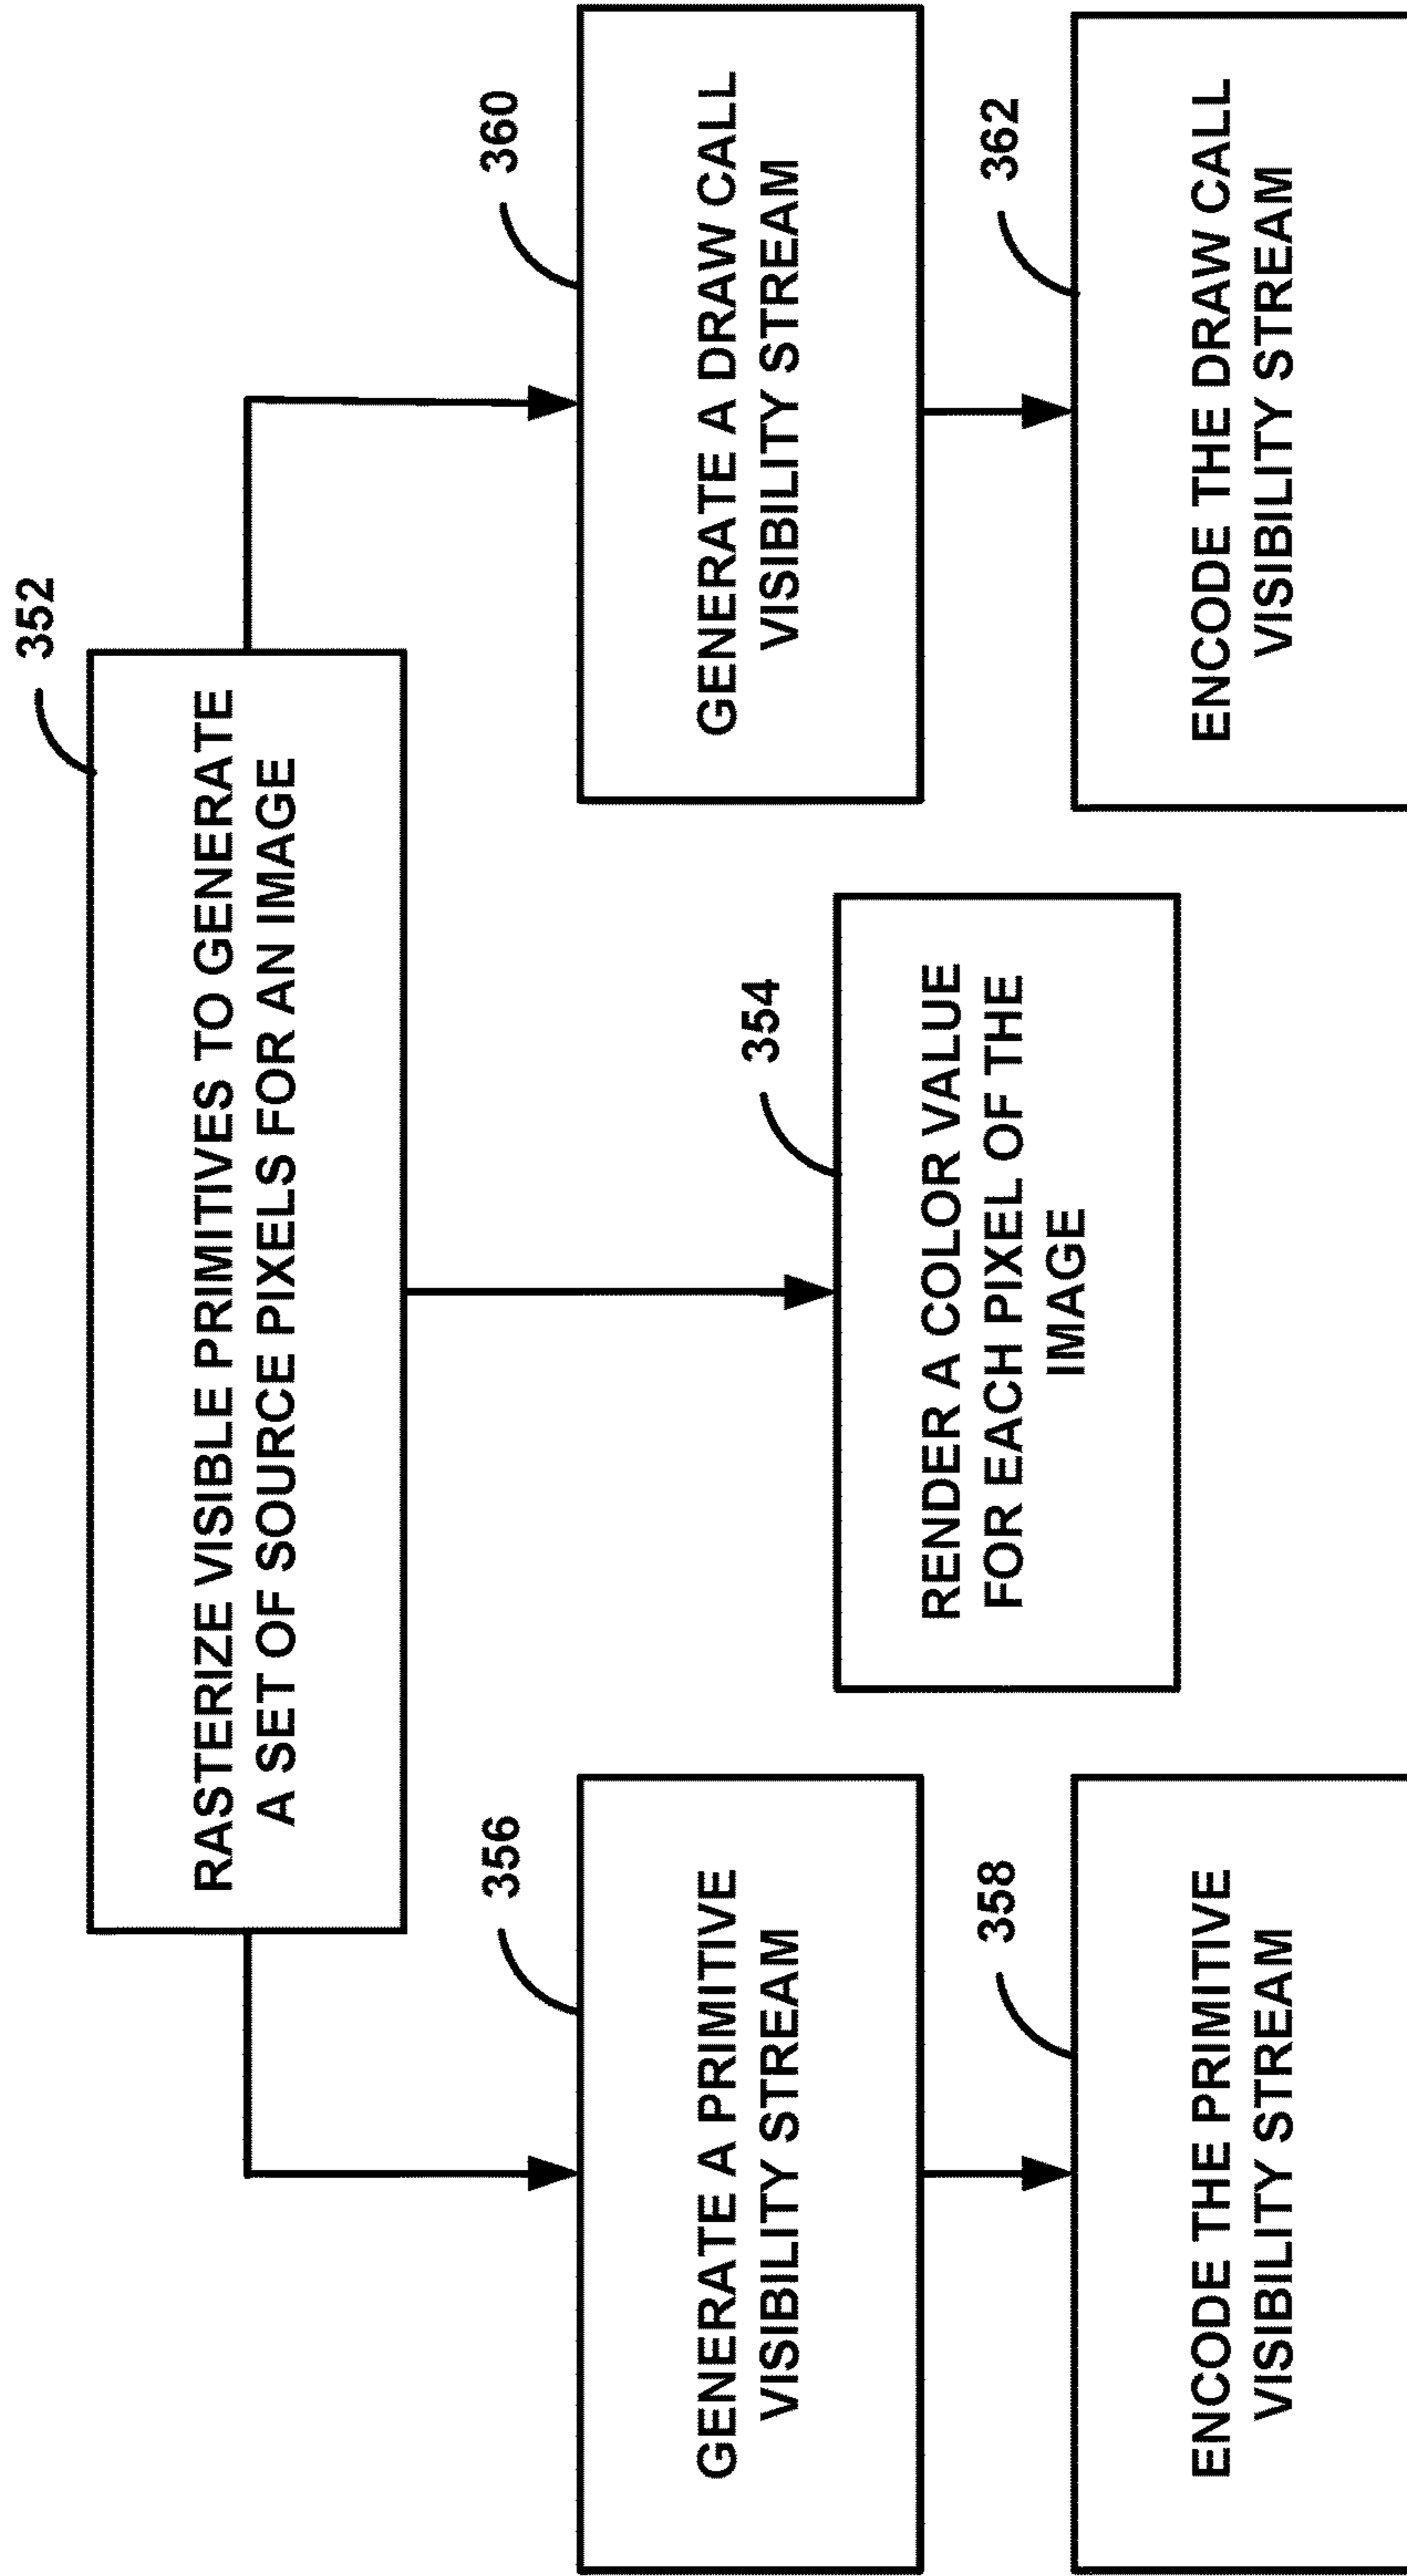 352
RASTERIZE VISIBLE PRIMITIVES TO GENERATE
A SET OF SOURCE PIXELS FOR AN IMAGE
356
GENERATE A PRIMITIVE
VISIBILITY STREAM
358
ENCODE THE PRIMITIVE
VISIBILITY STREAM
354
RENDER A COLOR VALUE
FOR EACH PIXEL OF THE
IMAGE
360
GENERATE A DRAW CALL
VISIBILITY STREAM
362
ENCODE THE DRAW CALL
VISIBILITY STREAM